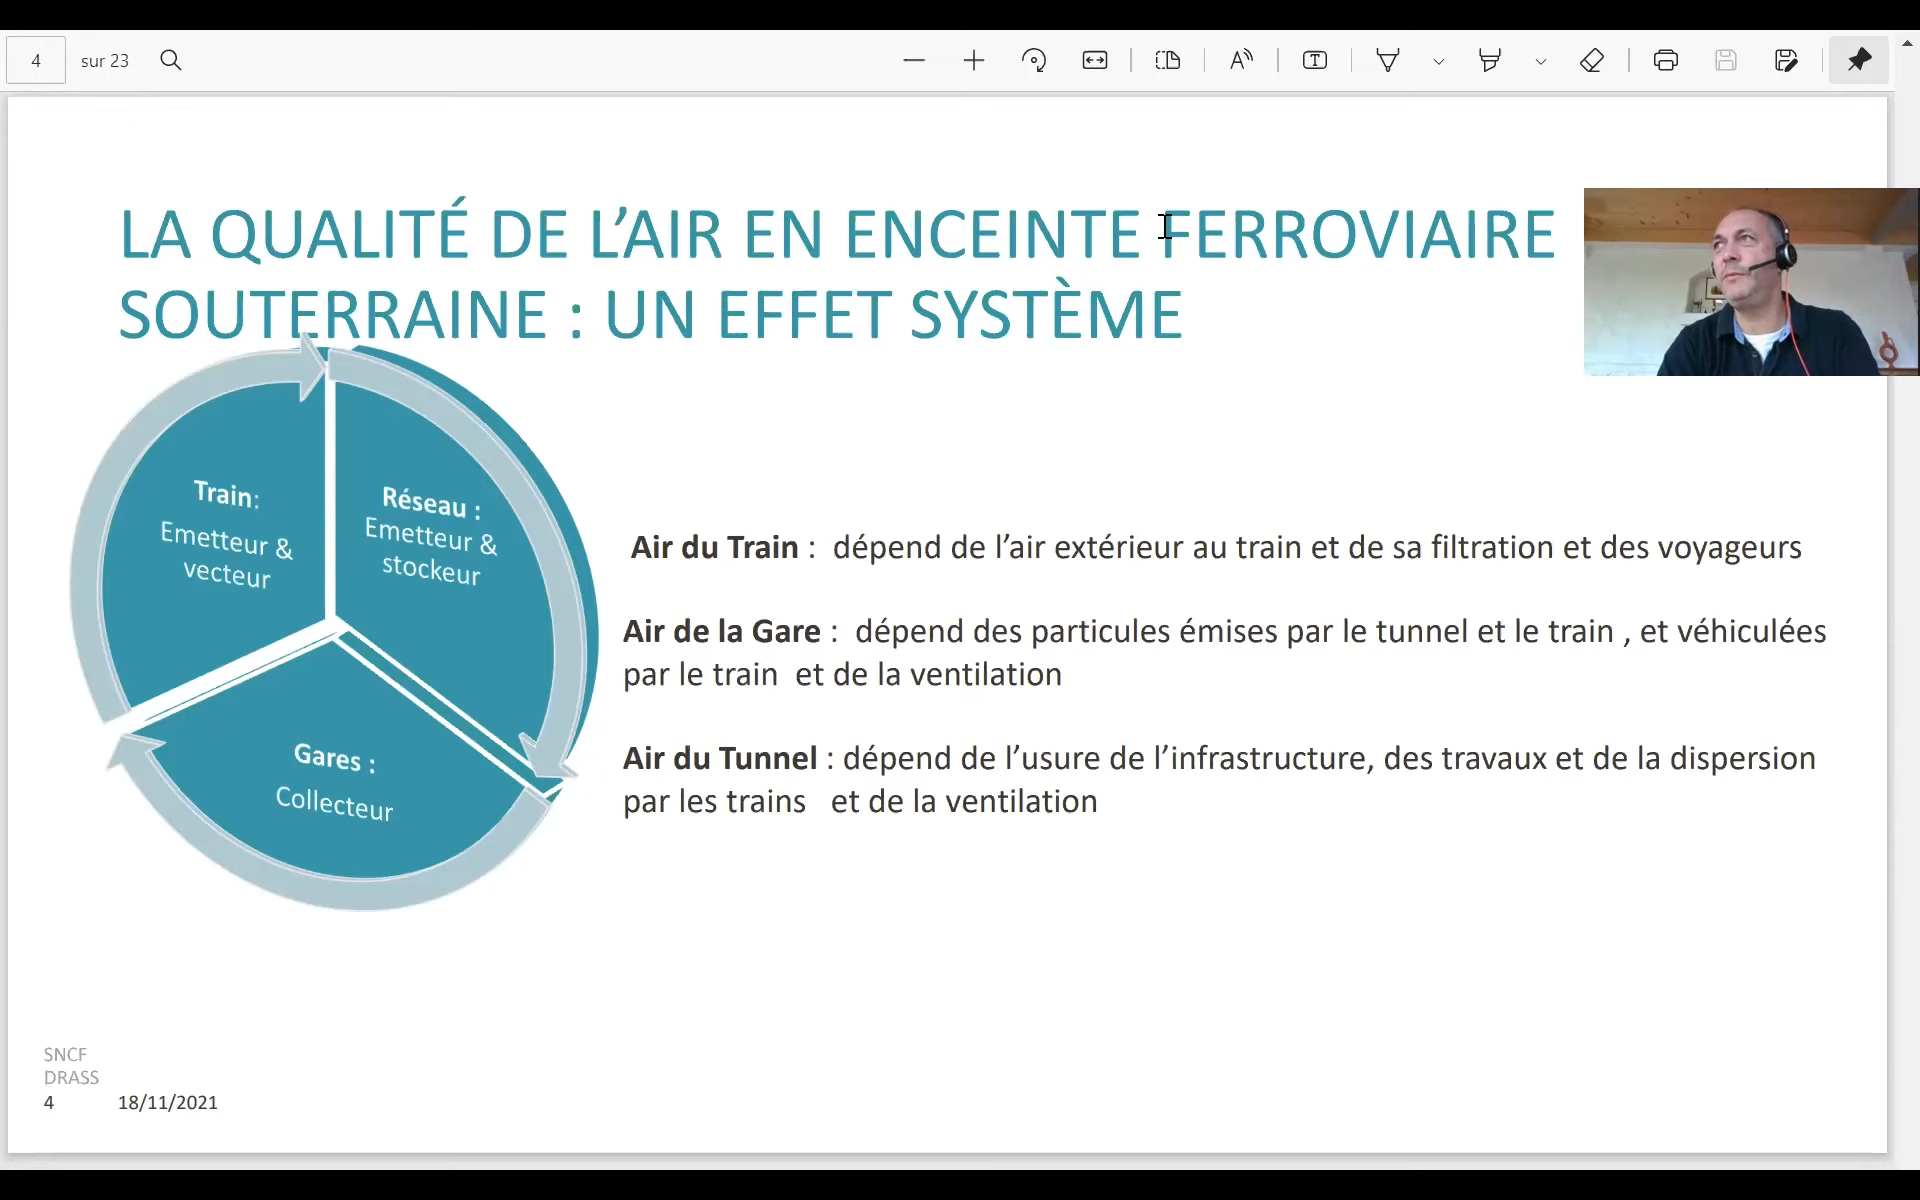 4 sur 23
LA QUALITÉ DE L’AIR EN ENCEINTE FERROVIAIRE
SOUTERRAINE : UN EFFET SYSTÈME
Train:
Emetteur &
vecteur
Réseau :
Emetteur &
stockeur
Gares :
Collecteur
Air du Train : dépend de l’air extérieur au train et de sa filtration et des voyageurs
Air de la Gare : dépend des particules émises par le tunnel et le train , et véhiculées
par le train et de la ventilation
Air du Tunnel : dépend de l’usure de l’infrastructure, des travaux et de la dispersion
par les trains et de la ventilation
SNCF
DRASS
4 18/11/2021